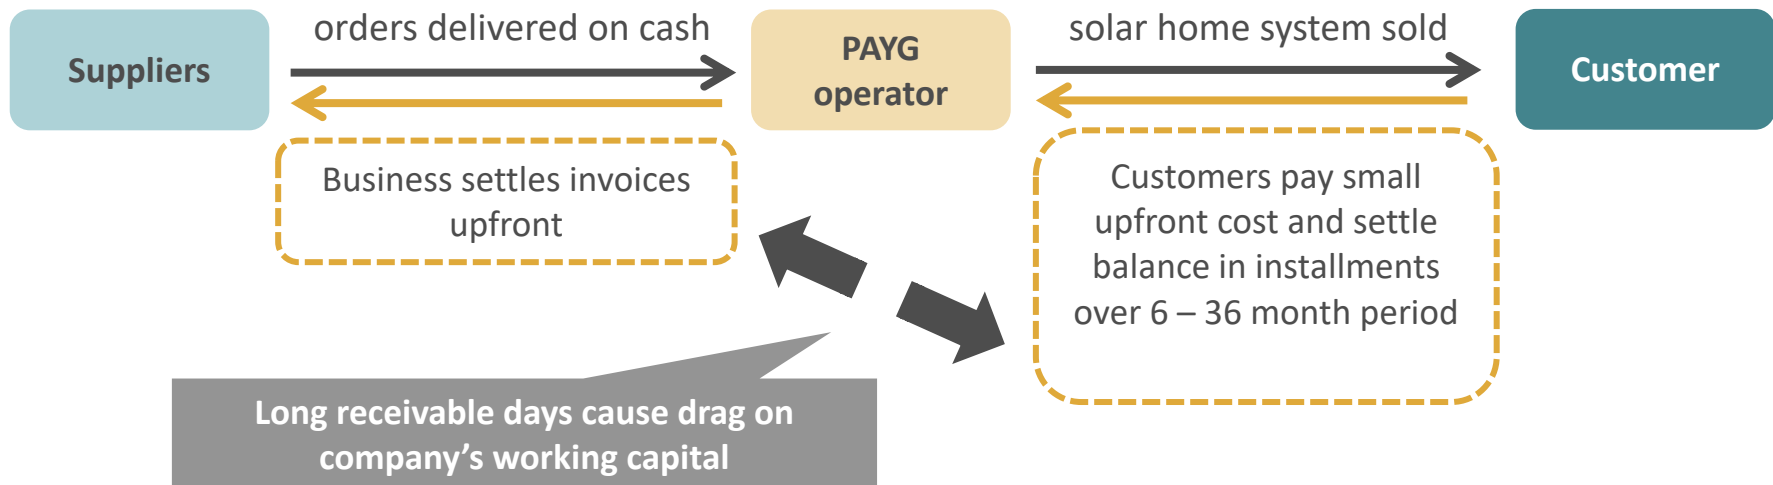 Suppliers
orders delivered on cash
PAYG
operator
solar home system sold
Customer
Business settles invoices
upfront
Customers pay small
upfront cost and settle
balance in installments
over 6 – 36 month period
Long receivable days cause drag on
company’s working capital